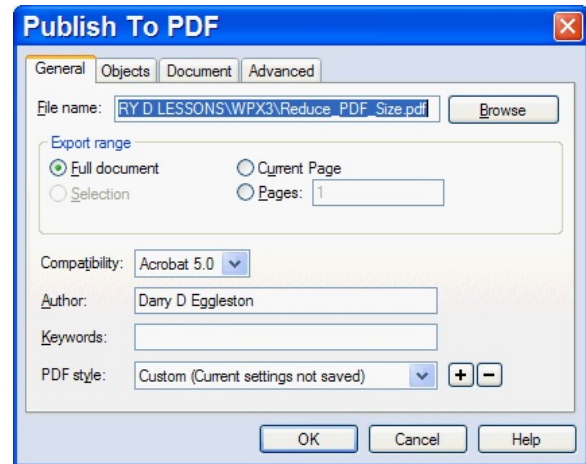 Publish To PDF
General Objects Document Advanced
File name: RY D LESSONS\WPX3\Reduce_PDF_Size.pdf Browse
Export range
Full document Current Page
Selection Pages: 1
Compatibility: Acrobat 5.0
Author: Darry D Eggleston
Keywords:
PDF style: Custom (Current settings not saved) + −
OK Cancel Help